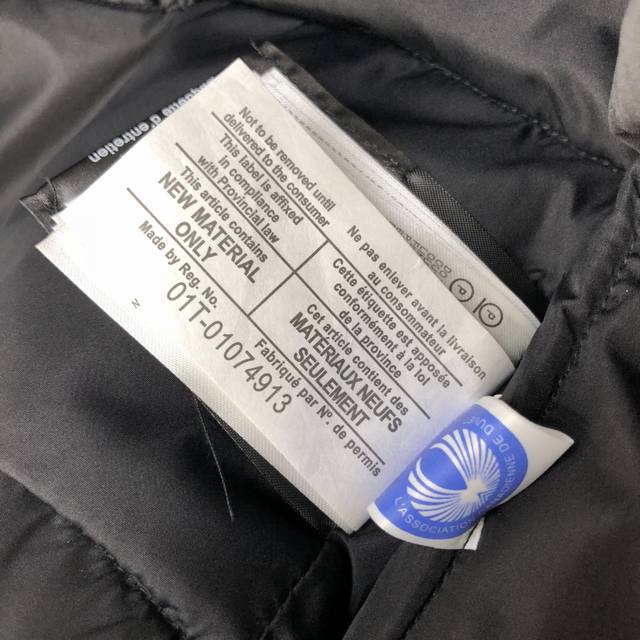 d'entretien
Not to be removed until
delivered to the consumer
This label is affixed
in compliance
with Provincial law
This article contains
NEW MATERIAL
ONLY
Made by Reg. No.
01T-01074913
Ne pas enlever avant la livraison
au consommateur
Cette étiquette est apposée
conformément à la loi
de la province
Cet article contient des
MATÉRIAUX NEUFS
SEULEMENT
Fabriqué par N°. de permis
N
L'ASSOCIATION